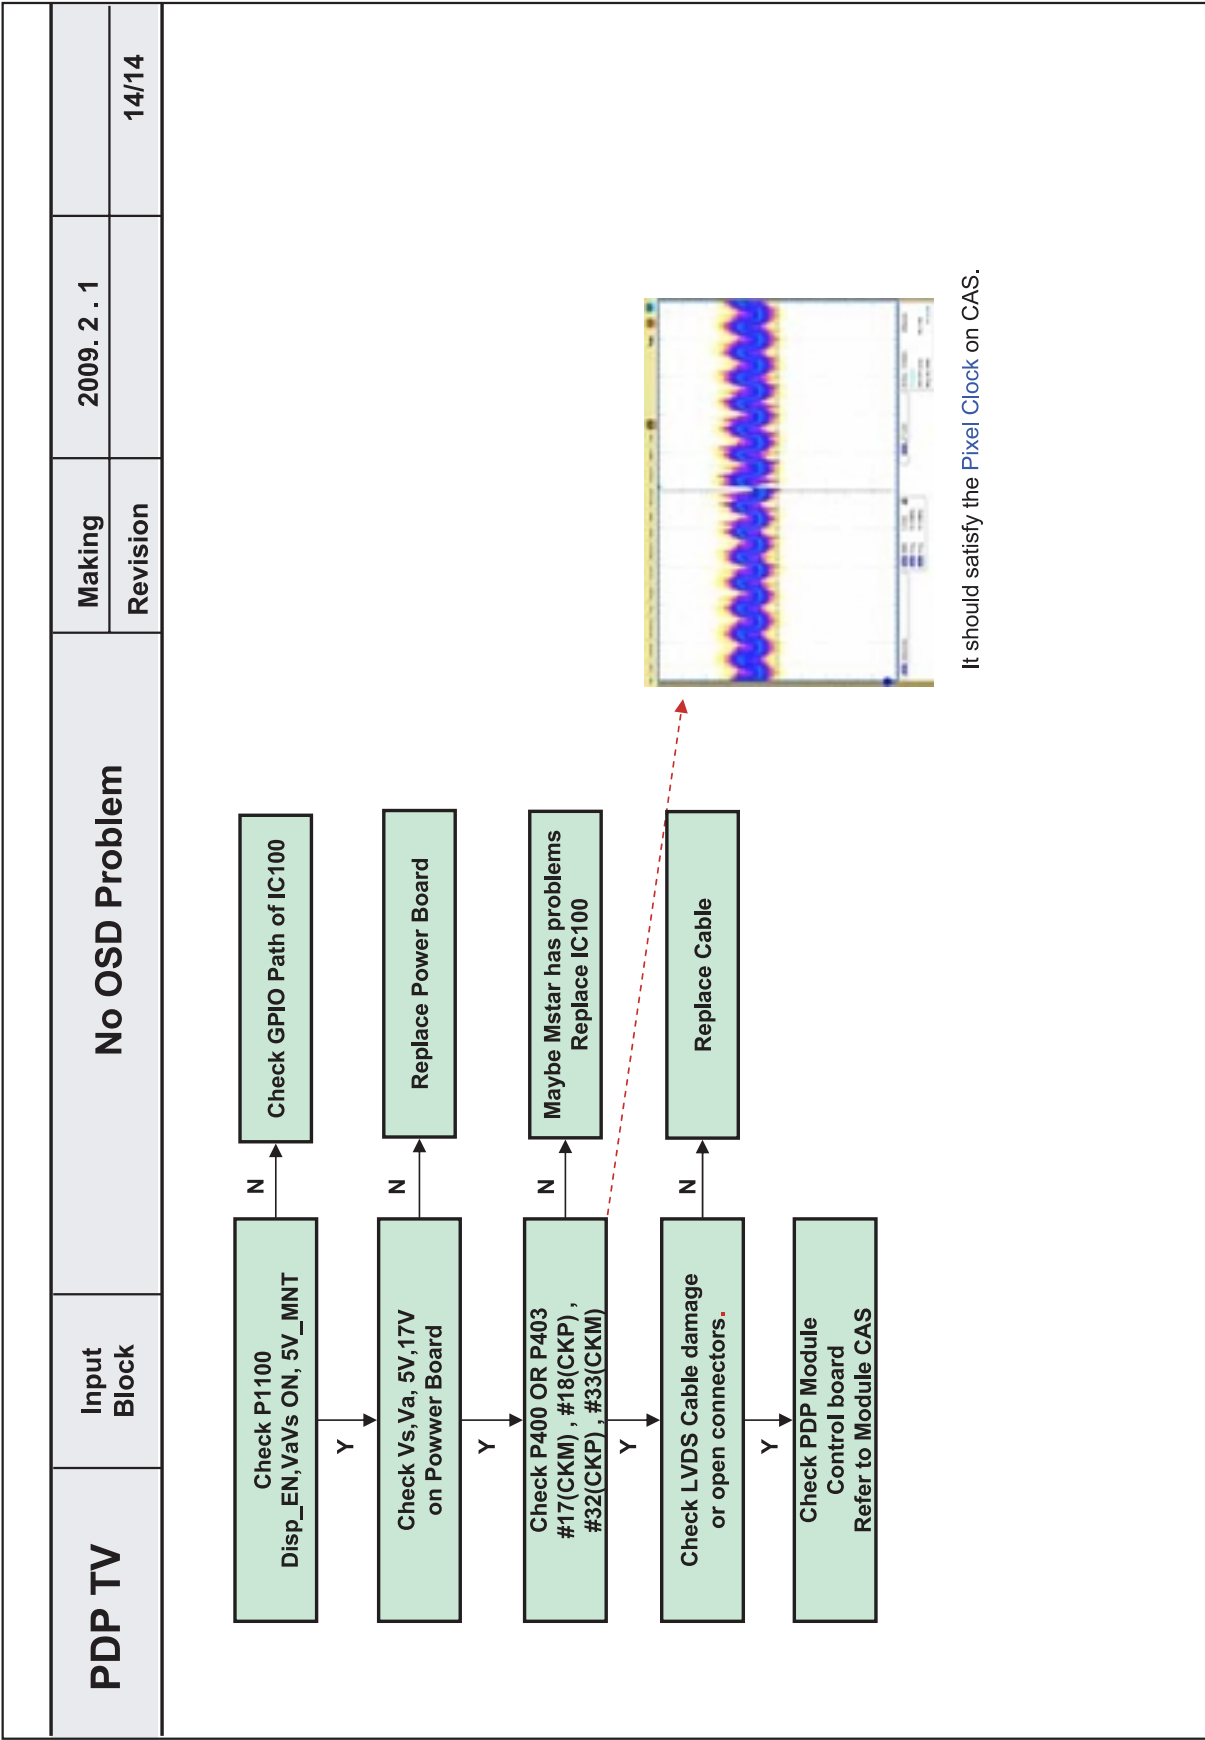 PDP TV
Input
Block
No OSD Problem
Making
2009. 2 . 1
Revision
14/14
Check P1100
Disp_EN,VaVs ON, 5V_MNT
N
Check GPIO Path of IC100
Y
Check Vs,Va, 5V,17V
on Powwer Board
N
Replace Power Board
Y
Check P400 OR P403
#17(CKM) , #18(CKP) ,
#32(CKP) , #33(CKM)
N
Maybe Mstar has problems
Replace IC100
Y
Check LVDS Cable damage
or open connectors.
N
Replace Cable
Y
Check PDP Module
Control board
Refer to Module CAS
It should satisfy the Pixel Clock on CAS.